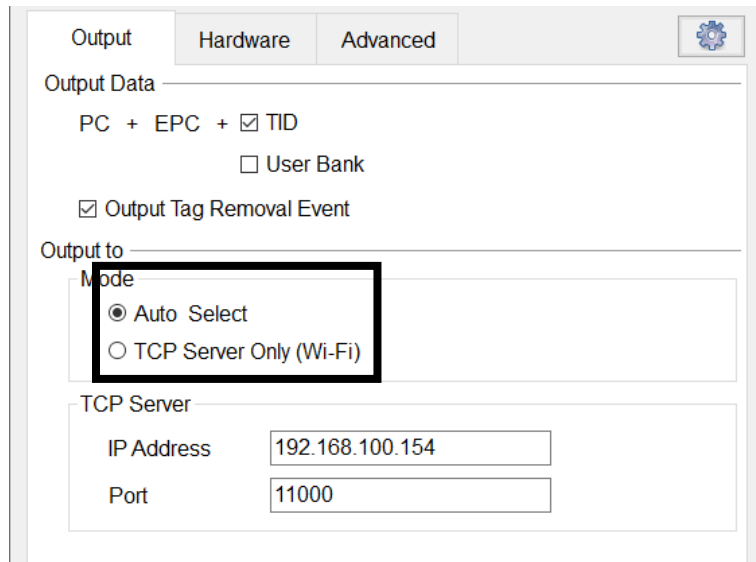 Output Hardware Advanced
Output Data
PC + EPC + TID
User Bank
Output Tag Removal Event
Output to
Mode
Auto Select
TCP Server Only (Wi-Fi)
TCP Server
IP Address 192.168.100.154
Port 11000